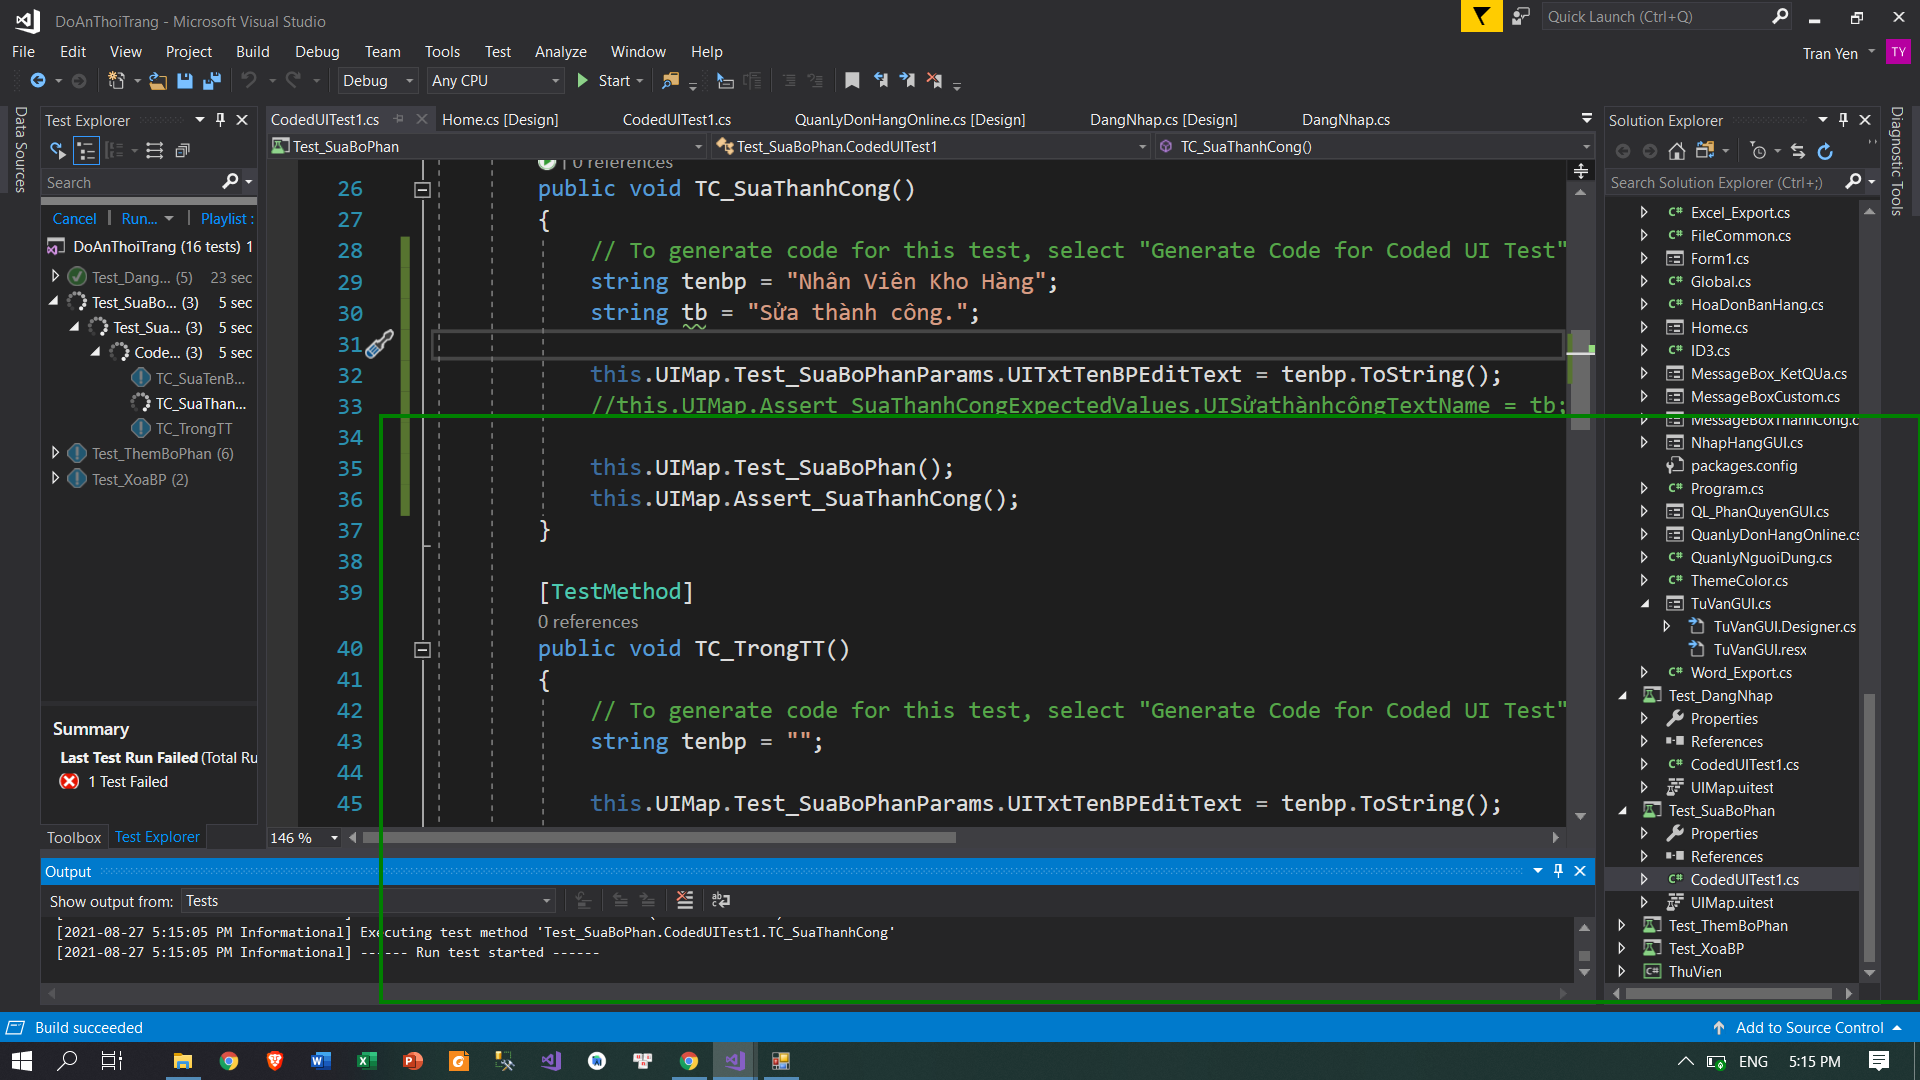 DoAnThoiTrang - Microsoft Visual Studio
Quick Launch (Ctrl+Q)
File Edit View Project Build Debug Team Tools Test Analyze Window Help
Tran Yen TY
Debug Any CPU Start
Data Sources
Test Explorer
Search
Cancel Run... Playlist :
DoAnThoiTrang (16 tests) 1
Test_Dang... (5) 23 sec
Test_SuaBo... (3) 5 sec
Test_Sua... (3) 5 sec
Code... (3) 5 sec
TC_SuaTenB...
TC_SuaThan...
TC_TrongTT
Test_ThemBoPhan (6)
Test_XoaBP (2)
Summary
Last Test Run Failed (Total Ru
1 Test Failed
Toolbox Test Explorer
CodedUITest1.cs Home.cs [Design] CodedUITest1.cs QuanLyDonHangOnline.cs [Design] DangNhap.cs [Design] DangNhap.cs
Test_SuaBoPhan Test_SuaBoPhan.CodedUITest1 TC_SuaThanhCong()
| 0 references
26 public void TC_SuaThanhCong()
27 {
28 // To generate code for this test, select "Generate Code for Coded UI Test"
29 string tenbp = "Nhân Viên Kho Hàng";
30 string tb = "Sửa thành công.";
31
32 this.UIMap.Test_SuaBoPhanParams.UITxtTenBPEditText = tenbp.ToString();
33 //this.UIMap.Assert_SuaThanhCongExpectedValues.UISửathànhcôngTextName = tb;
34
35 this.UIMap.Test_SuaBoPhan();
36 this.UIMap.Assert_SuaThanhCong();
37 }
38
39 [TestMethod]
0 references
40 public void TC_TrongTT()
41 {
42 // To generate code for this test, select "Generate Code for Coded UI Test"
43 string tenbp = "";
44
45 this.UIMap.Test_SuaBoPhanParams.UITxtTenBPEditText = tenbp.ToString();
146 %
Output
Show output from: Tests
[2021-08-27 5:15:05 PM Informational] Executing test method 'Test_SuaBoPhan.CodedUITest1.TC_SuaThanhCong'
[2021-08-27 5:15:05 PM Informational] ------ Run test started ------
Solution Explorer
Search Solution Explorer (Ctrl+;)
Excel_Export.cs
FileCommon.cs
Form1.cs
Global.cs
HoaDonBanHang.cs
Home.cs
ID3.cs
MessageBox_KetQUa.cs
MessageBoxCustom.cs
MessageBoxThanhCong.c
NhapHangGUI.cs
packages.config
Program.cs
QL_PhanQuyenGUI.cs
QuanLyDonHangOnline.cs
QuanLyNguoiDung.cs
ThemeColor.cs
TuVanGUI.cs
TuVanGUI.Designer.cs
TuVanGUI.resx
Word_Export.cs
Test_DangNhap
Properties
References
CodedUITest1.cs
UIMap.uitest
Test_SuaBoPhan
Properties
References
CodedUITest1.cs
UIMap.uitest
Test_ThemBoPhan
Test_XoaBP
ThuVien
Diagnostic Tools
Build succeeded
Add to Source Control
ENG 5:15 PM